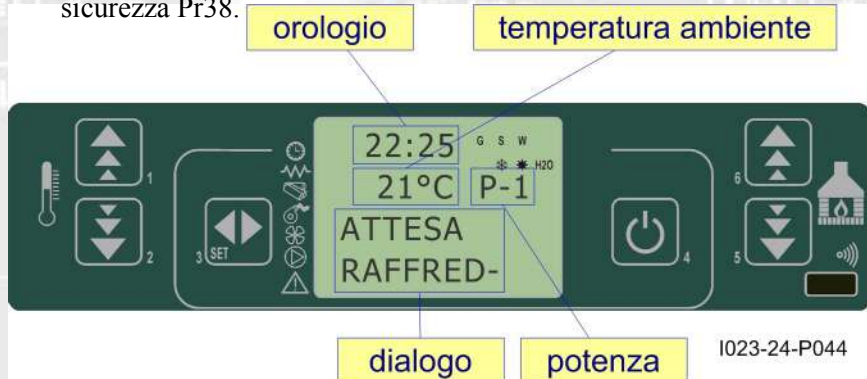 sicurezza Pr38.
orologio
temperatura ambiente
22:25
G S W
H2O
21°C P-1
ATTESA
RAFFRED-
1
2
3 SET
4
5
6
dialogo
potenza
I023-24-P044